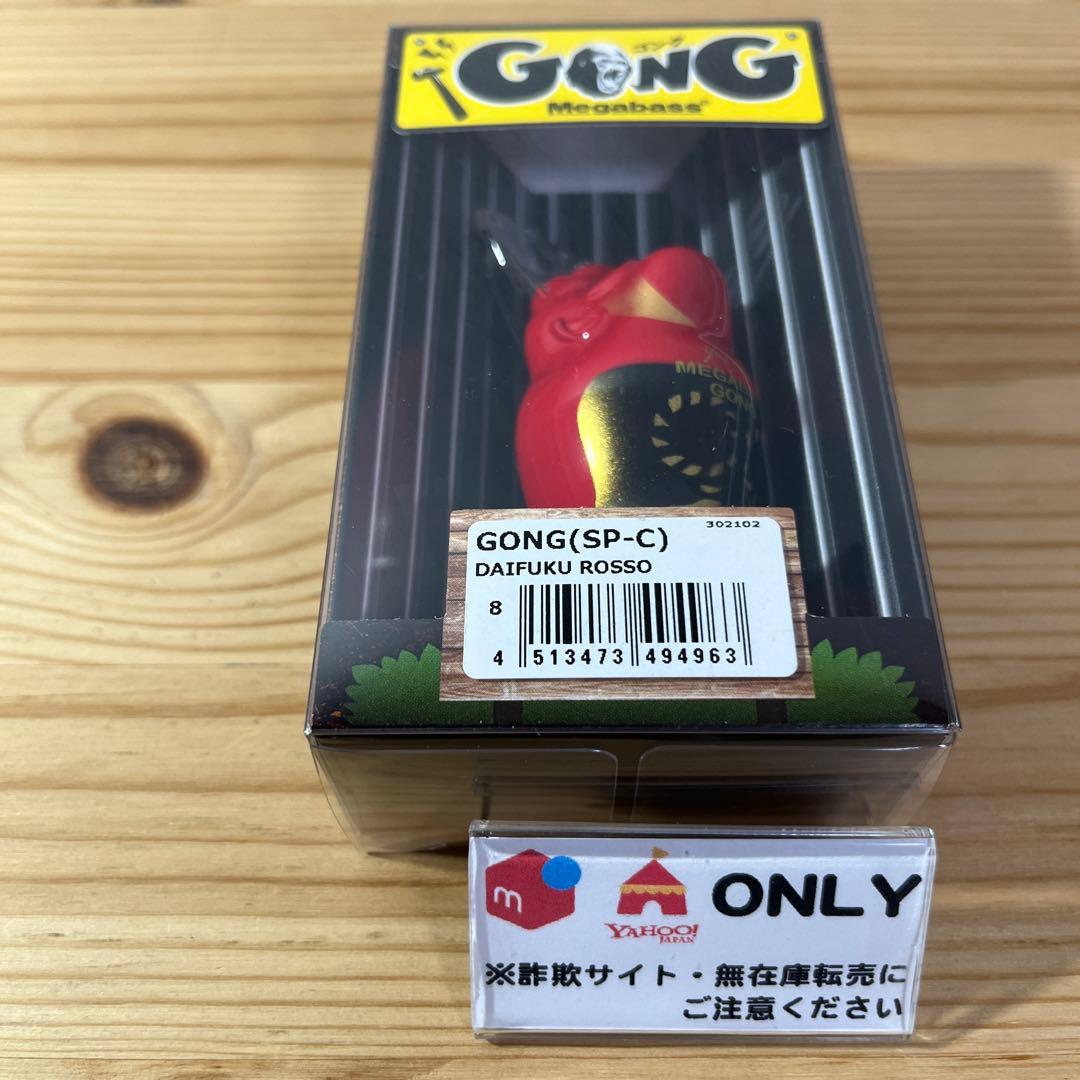 ゴング
GONG
Megabass
MEGAB
GONG
302102
GONG(SP-C)
DAIFUKU ROSSO
8
4 513473 494963
m
YAHOO!
JAPAN
ONLY
※詐欺サイト・無在庫転売に
ご注意ください